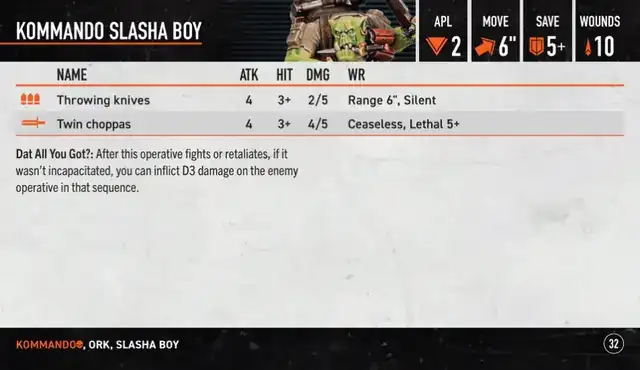 KOMMANDO SLASHA BOY
APL MOVE SAVE WOUNDS
2 6" 5+ 10
NAME ATK HIT DMG WR
Throwing knives 4 3+ 2/5 Range 6", Silent
Twin choppas 4 3+ 4/5 Ceaseless, Lethal 5+
Dat All You Got?: After this operative fights or retaliates, if it
wasn't incapacitated, you can inflict D3 damage on the enemy
operative in that sequence.
KOMMANDO, ORK, SLASHA BOY
32